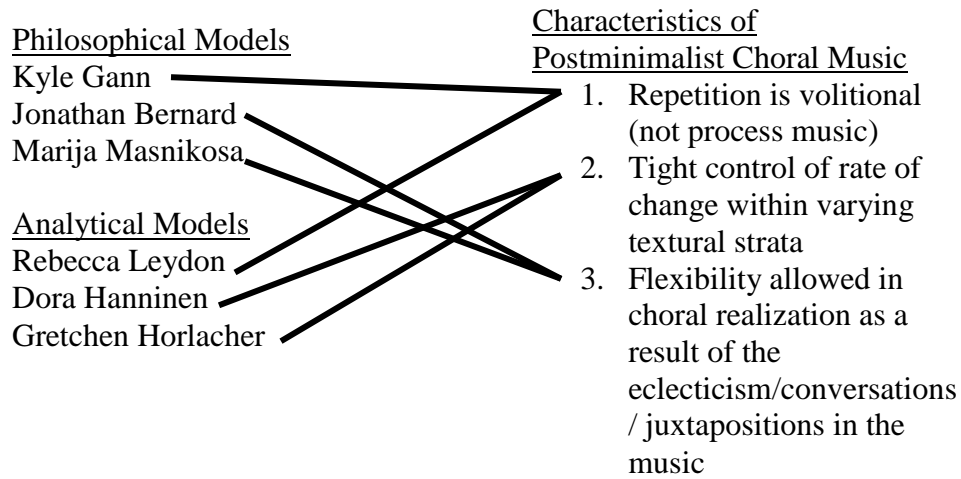 Philosophical Models
Kyle Gann
Jonathan Bernard
Marija Masnikosa
Analytical Models
Rebecca Leydon
Dora Hanninen
Gretchen Horlacher
Characteristics of
Postminimalist Choral Music
1. Repetition is volitional
(not process music)
2. Tight control of rate of
change within varying
textural strata
3. Flexibility allowed in
choral realization as a
result of the
eclecticism/conversations
/ juxtapositions in the
music